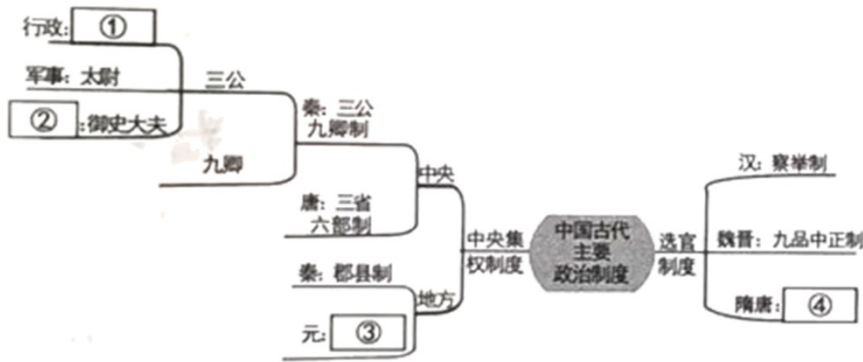 行政：①
军事：太尉
②：御史大夫
三公
九卿
秦：三公
九卿制
唐：三省
六部制
中央
秦：郡县制
元：③
地方
中央集
权制度
中国古代
主要
政治制度
选官
制度
汉：察举制
魏晋：九品中正制
隋唐：④